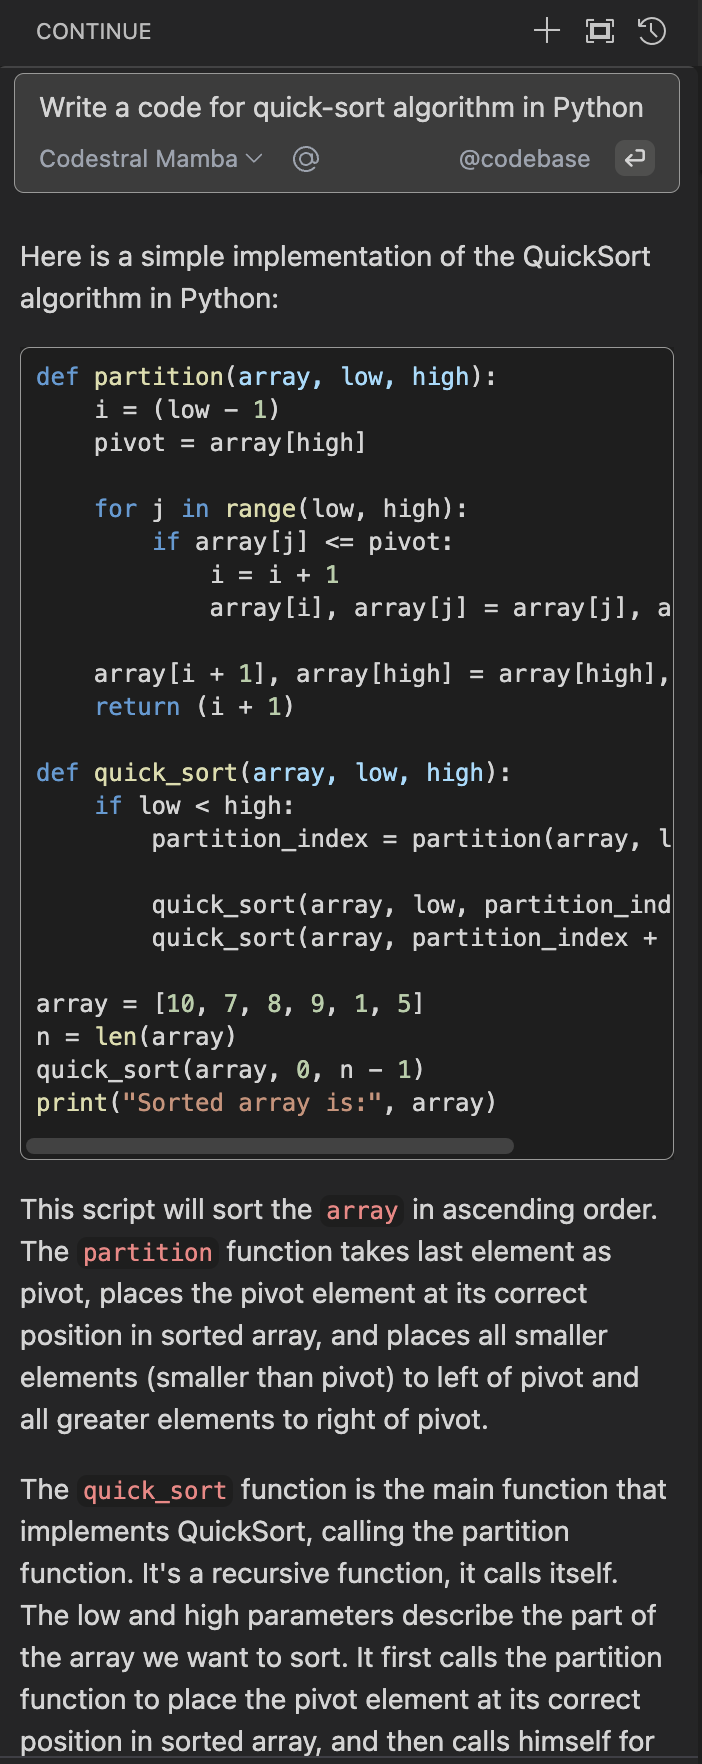 CONTINUE
Write a code for quick-sort algorithm in Python
Codestral Mamba
@codebase
Here is a simple implementation of the QuickSort
algorithm in Python:
def partition(array, low, high):
    i = (low - 1)
    pivot = array[high]
    for j in range(low, high):
        if array[j] <= pivot:
            i = i + 1
            array[i], array[j] = array[j], a
    array[i + 1], array[high] = array[high],
    return (i + 1)
def quick_sort(array, low, high):
    if low < high:
        partition_index = partition(array, l
        quick_sort(array, low, partition_ind
        quick_sort(array, partition_index +
array = [10, 7, 8, 9, 1, 5]
n = len(array)
quick_sort(array, 0, n - 1)
print("Sorted array is:", array)
This script will sort the array in ascending order.
The partition function takes last element as
pivot, places the pivot element at its correct
position in sorted array, and places all smaller
elements (smaller than pivot) to left of pivot and
all greater elements to right of pivot.
The quick_sort function is the main function that
implements QuickSort, calling the partition
function. It's a recursive function, it calls itself.
The low and high parameters describe the part of
the array we want to sort. It first calls the partition
function to place the pivot element at its correct
position in sorted array, and then calls himself for